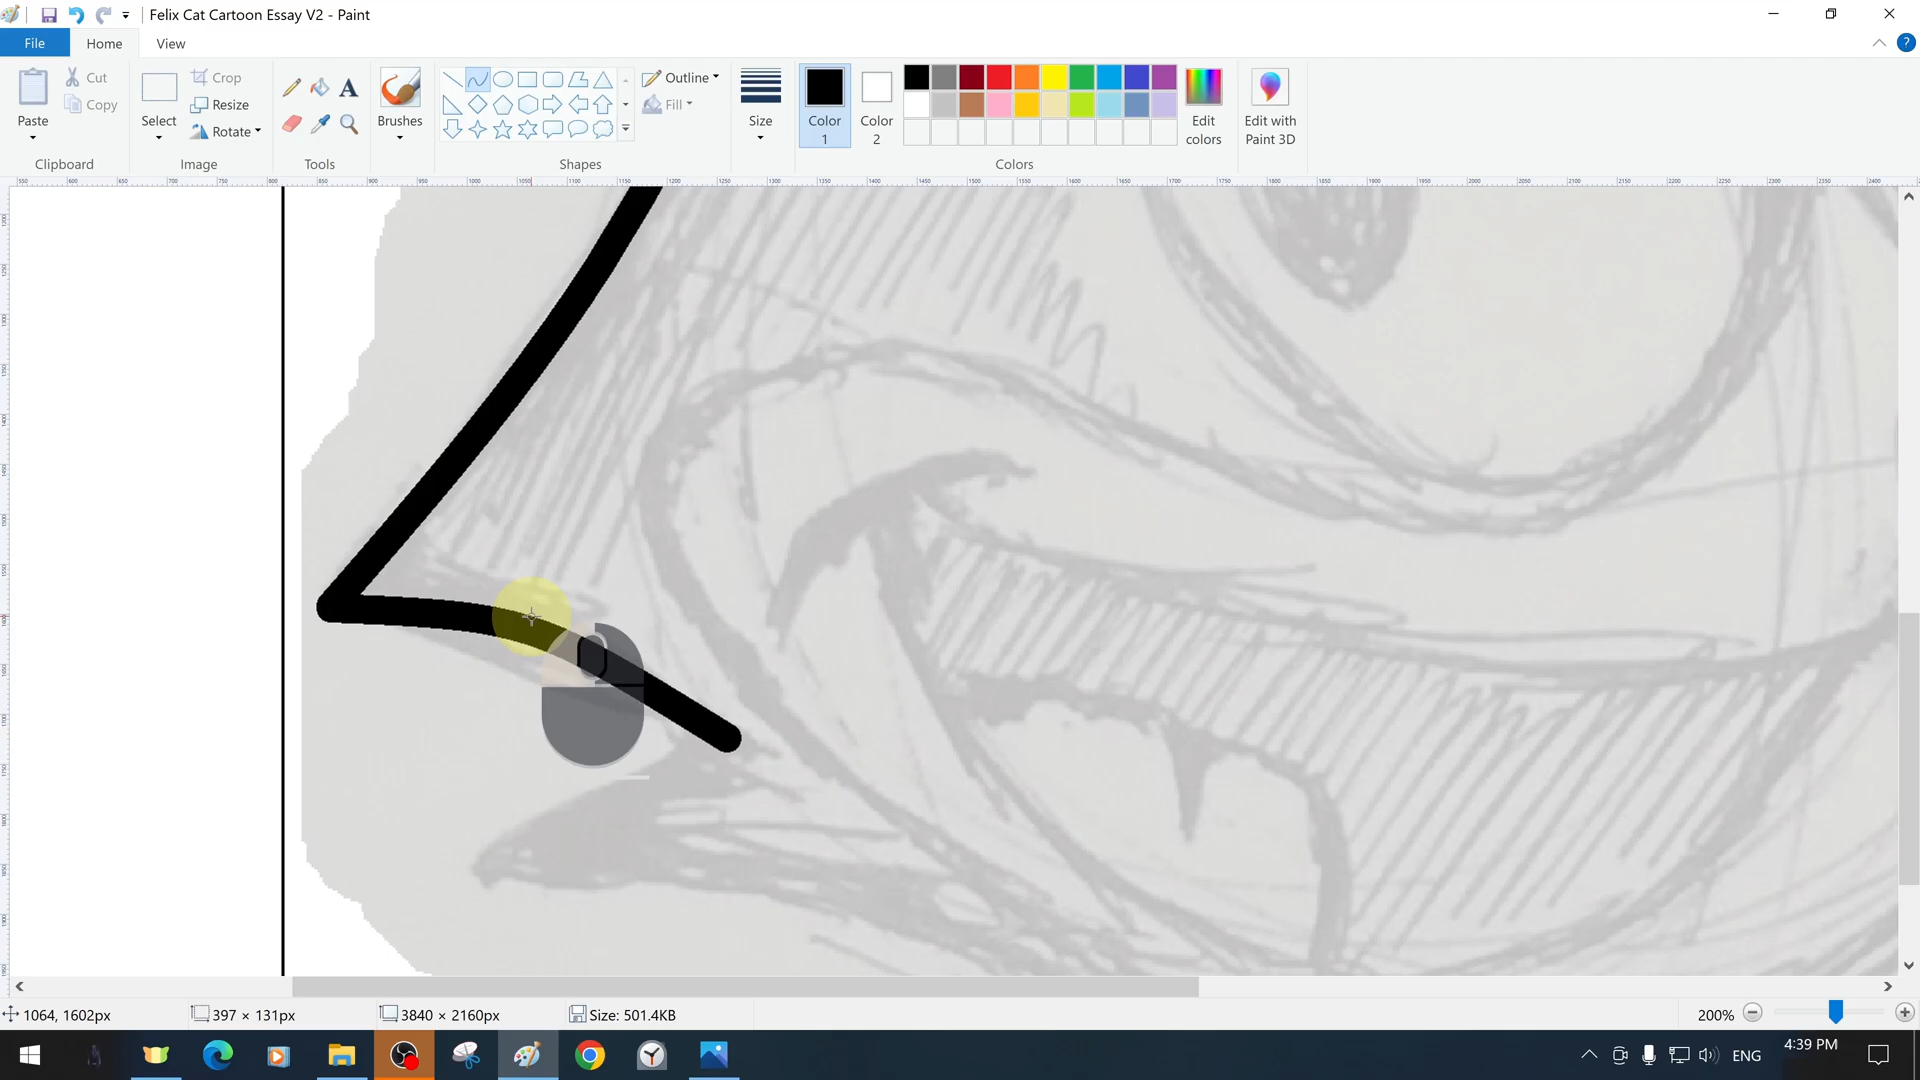 Felix Cat Cartoon Essay V2 - Paint
File
Home
View
Paste
Cut
Copy
Clipboard
Select
Crop
Resize
Rotate
Image
Tools
Brushes
Shapes
Outline
Fill
Size
Color
1
Color
2
Edit
colors
Edit with
Paint 3D
Colors
1064, 1602px
397 × 131px
3840 × 2160px
Size: 501.4KB
200%
ENG
4:39 PM